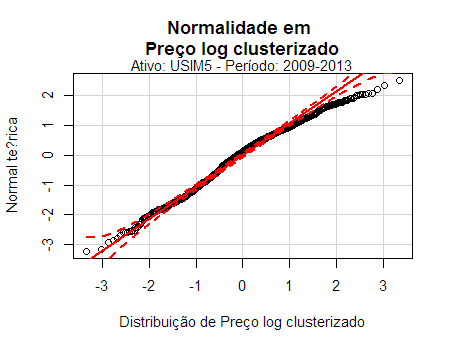 Normalidade em
Preço log clusterizado
Ativo: USIM5 - Período: 2009-2013
Normal te?rica
2
1
0
-1
-2
-3
-3 -2 -1 0 1 2 3
Distribuição de Preço log clusterizado